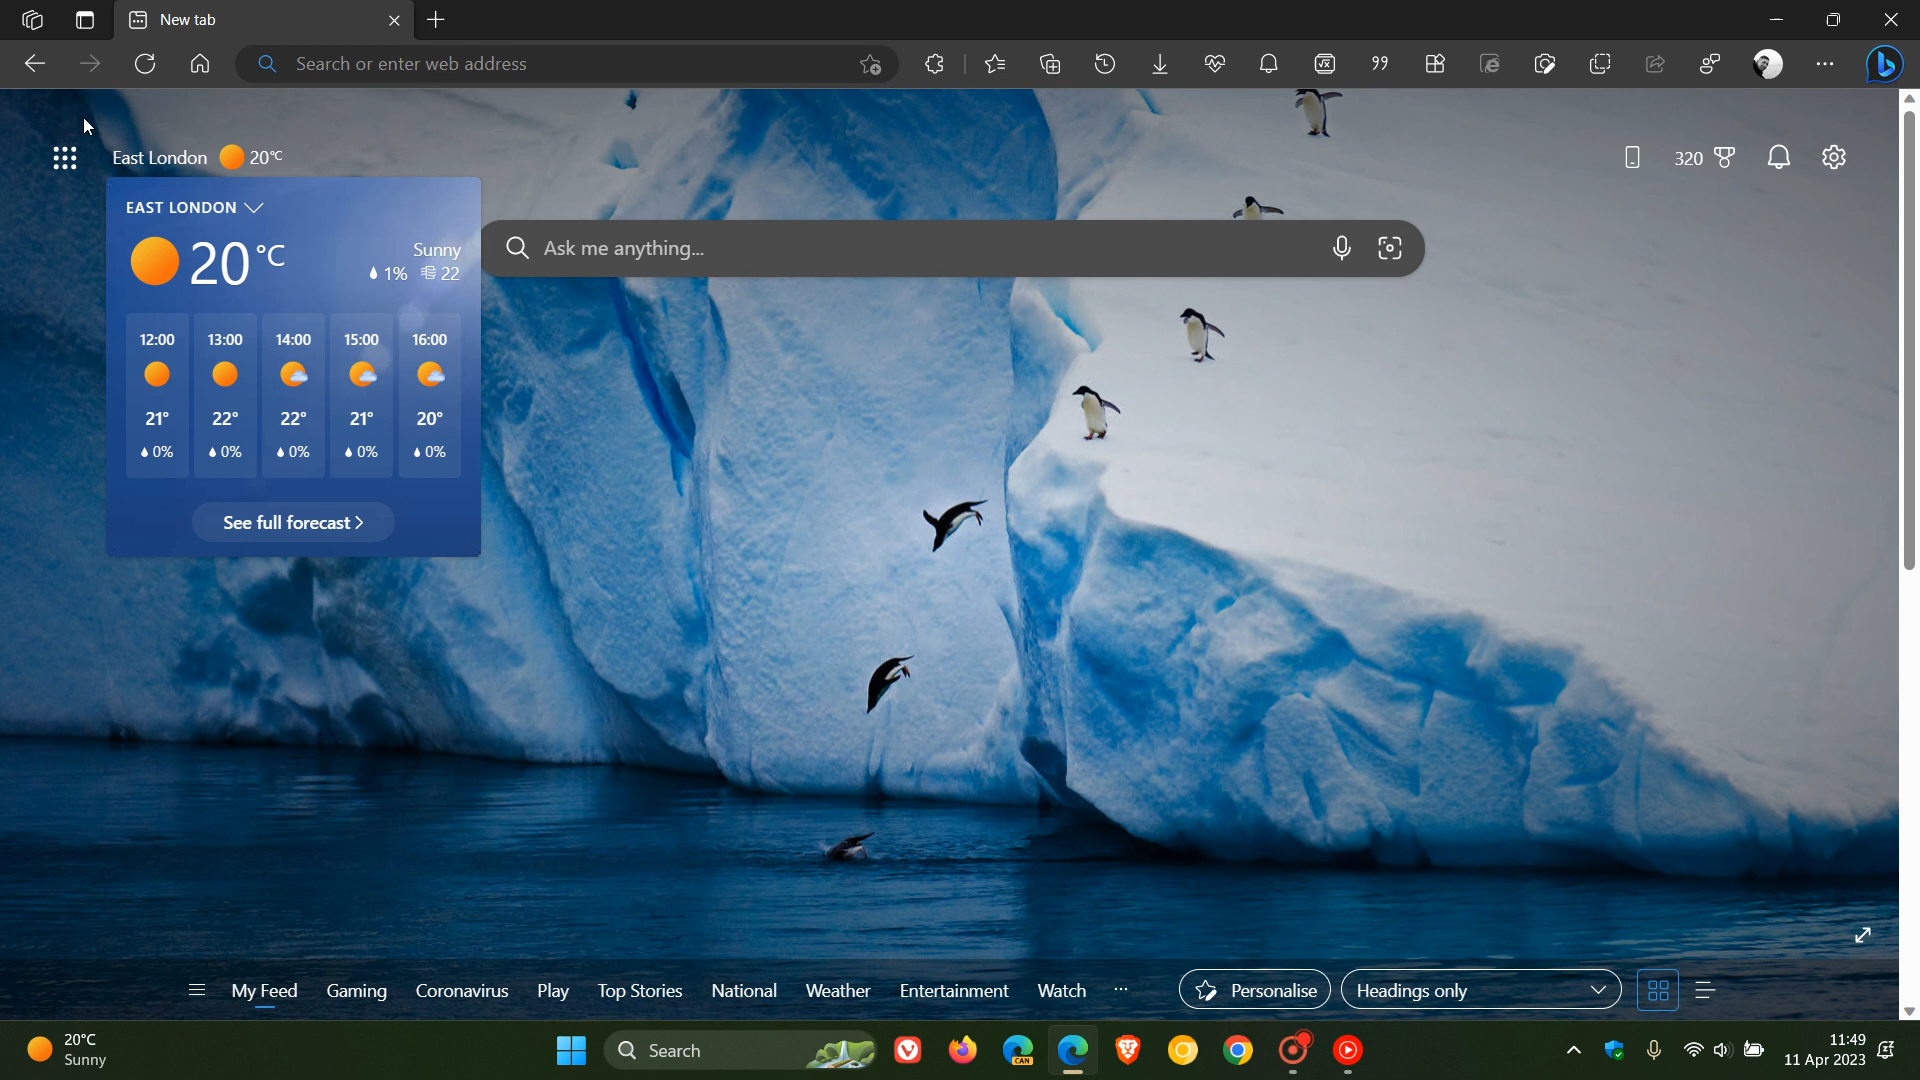 New tab
Search or enter web address
East London 20°C
320
EAST LONDON
20 °C
Sunny
1% 22
Ask me anything...
12:00 13:00 14:00 15:00 16:00
21° 22° 22° 21° 20°
0% 0% 0% 0% 0%
See full forecast >
My Feed Gaming Coronavirus Play Top Stories National Weather Entertainment Watch ... Personalise Headings only
20°C
Sunny
Search
CAN
11:49
11 Apr 2023